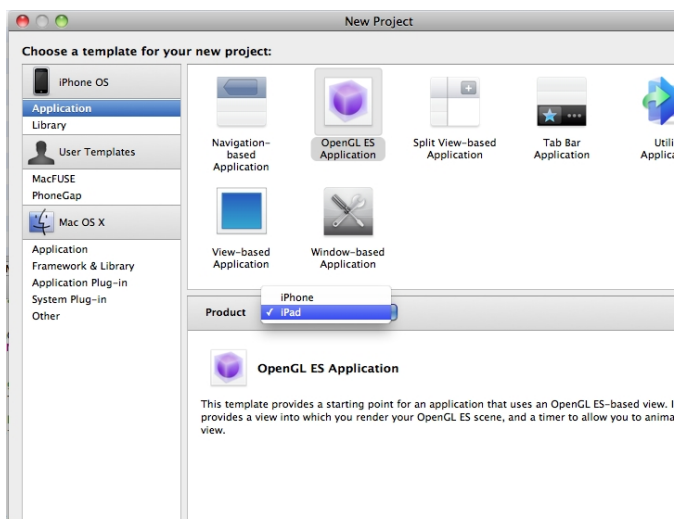 New Project
Choose a template for your new project:
iPhone OS
Application
Library
User Templates
MacFUSE
PhoneGap
Mac OS X
Application
Framework & Library
Application Plug-in
System Plug-in
Other
Navigation-
based
Application
OpenGL ES
Application
Split View-based
Application
Tab Bar
Application
Utili
Applica
View-based
Application
Window-based
Application
Product
iPhone
✓ iPad
OpenGL ES Application
This template provides a starting point for an application that uses an OpenGL ES-based view. I
provides a view into which you render your OpenGL ES scene, and a timer to allow you to anima
view.